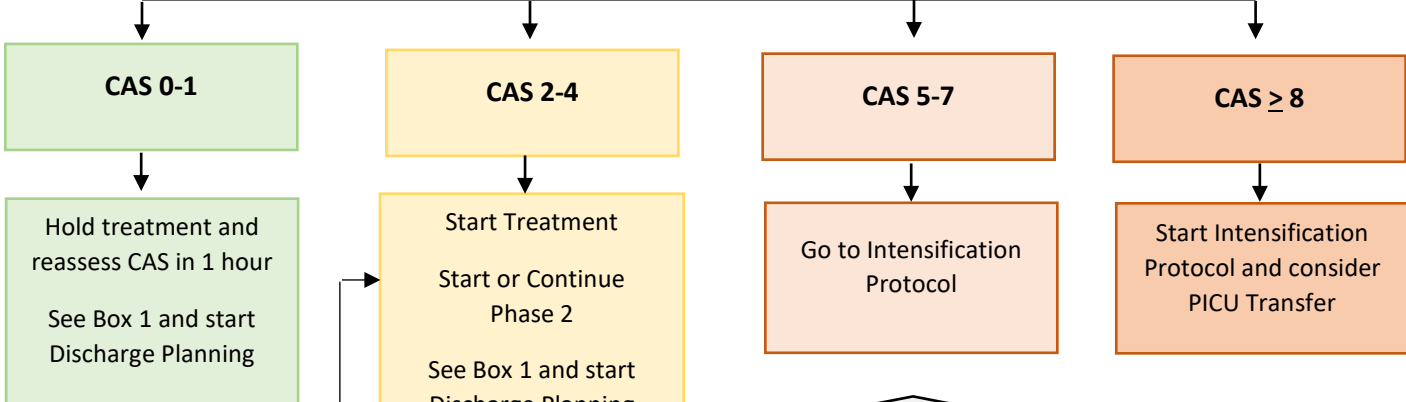 CAS 0-1
CAS 2-4
CAS 5-7
CAS ≥ 8
Hold treatment and
reassess CAS in 1 hour
See Box 1 and start
Discharge Planning
Start Treatment
Start or Continue
Phase 2
See Box 1 and start
Discharge Planning
Go to Intensification
Protocol
Start Intensification
Protocol and consider
PICU Transfer